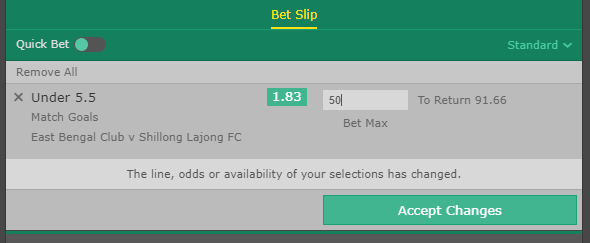 Bet Slip
Quick Bet Standard
Remove All
Under 5.5 1.83 50 To Return 91.66
Match Goals Bet Max
East Bengal Club v Shillong Lajong FC
The line, odds or availability of your selections has changed.
Accept Changes